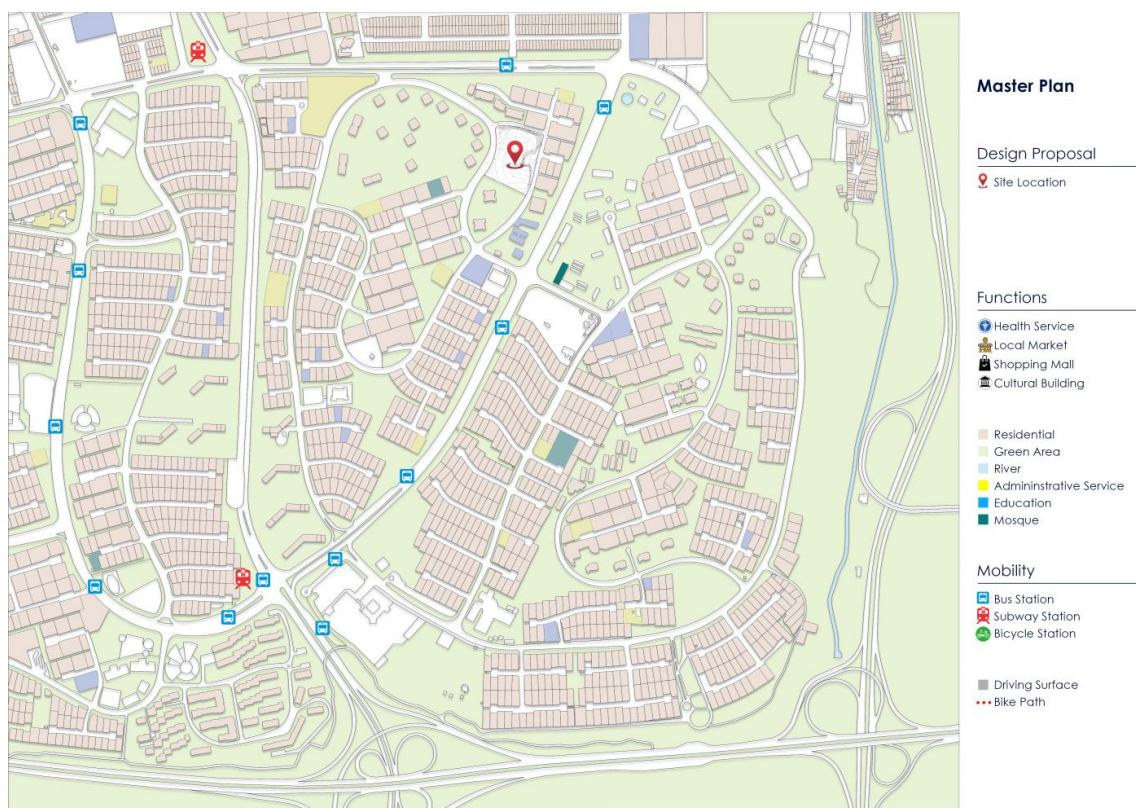 Master Plan
Design Proposal
Site Location
Functions
Health Service
Local Market
Shopping Mall
Cultural Building
Residential
Green Area
River
Admininstrative Service
Education
Mosque
Mobility
Bus Station
Subway Station
Bicycle Station
Driving Surface
Bike Path